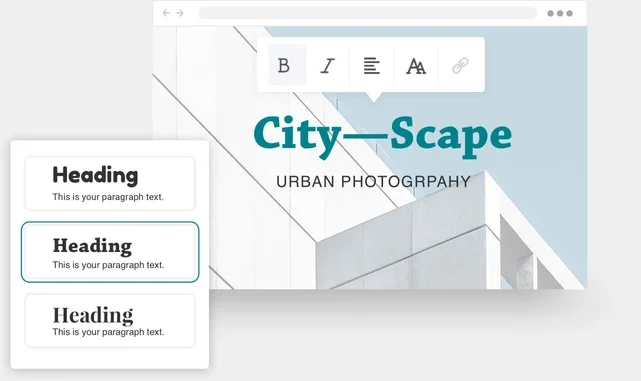 B I AA
City—Scape
URBAN PHOTOGRPAHY
Heading
This is your paragraph text.
Heading
This is your paragraph text.
Heading
This is your paragraph text.